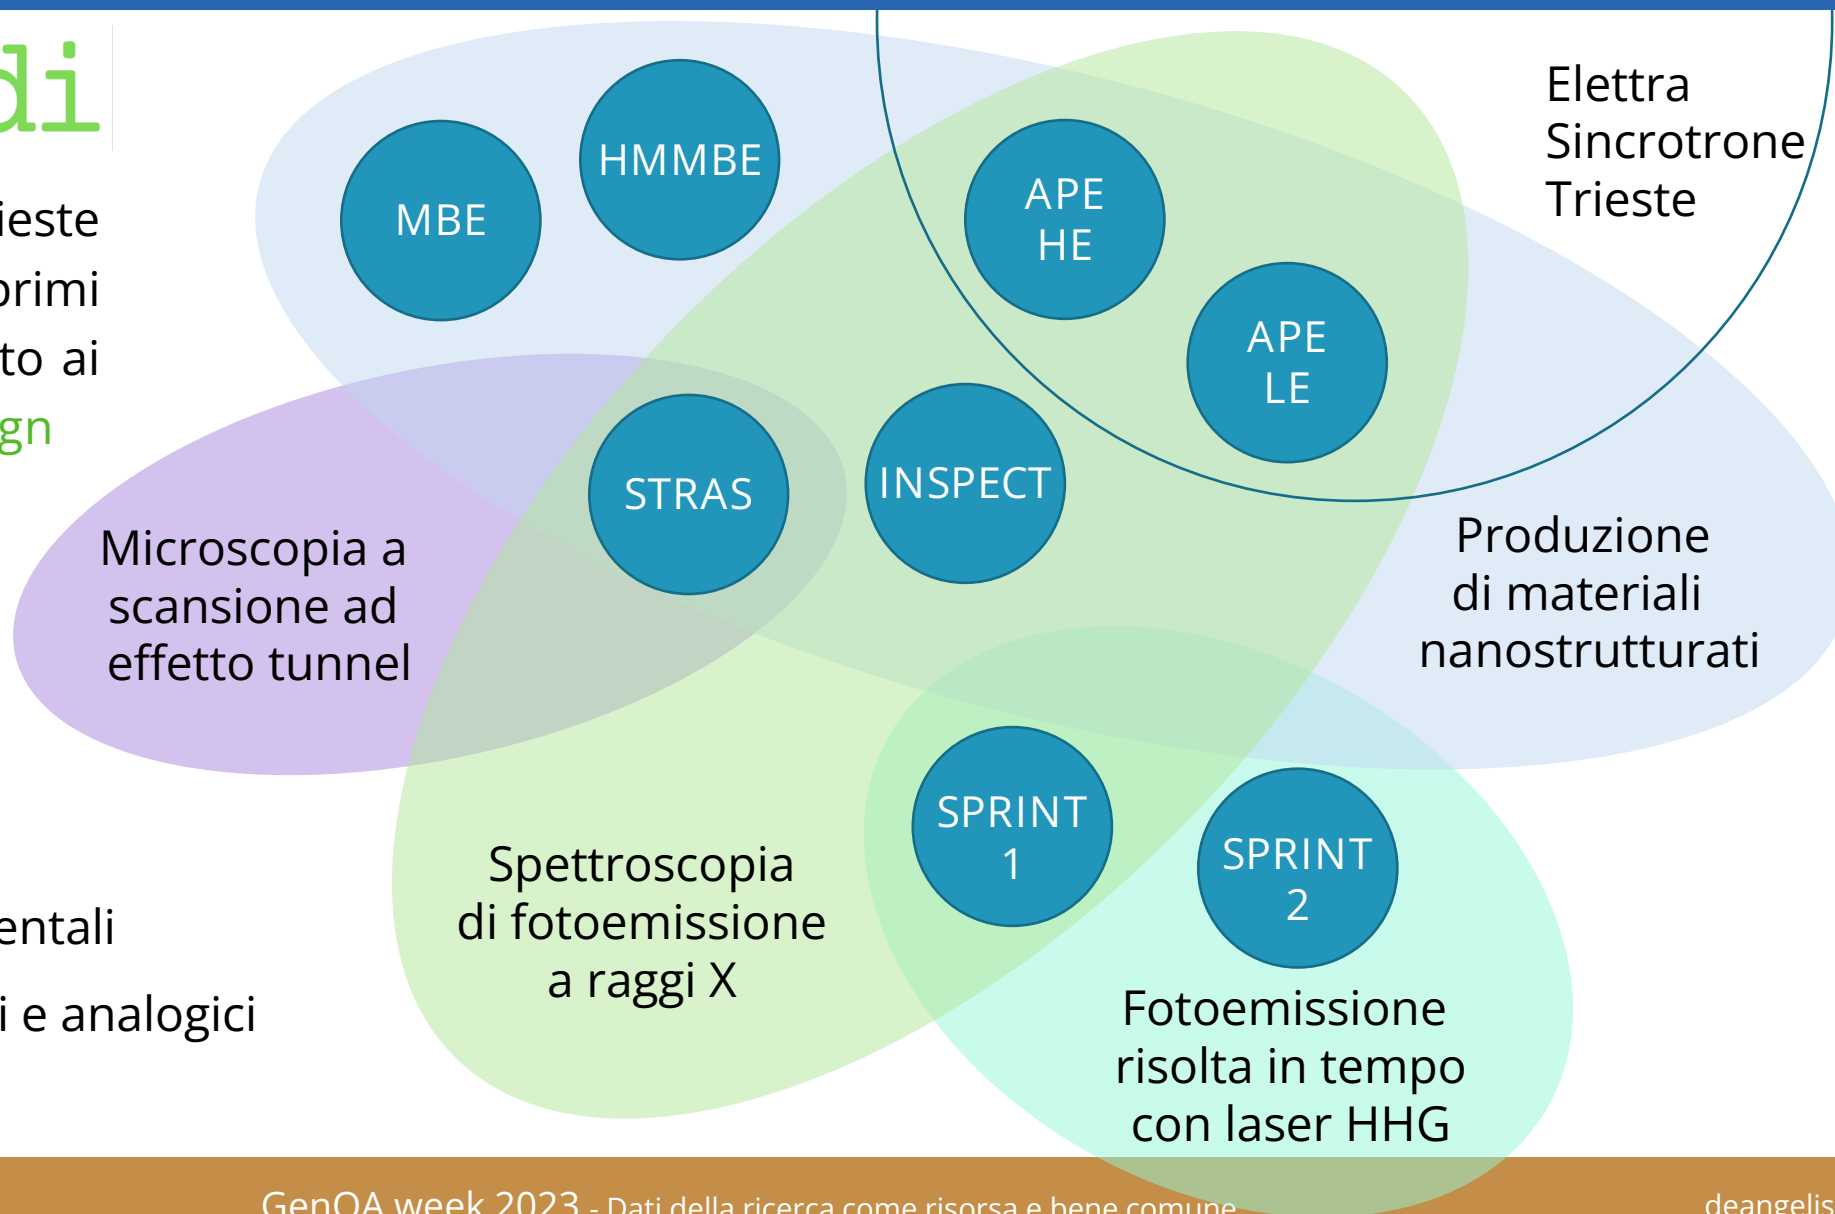 di
ieste
primi
to ai
gn
entali
i e analogici
MBE
HMMBE
APE
HE
APE
LE
Elettra
Sincrotrone
Trieste
STRAS
INSPECT
Microscopia a
scansione ad
effetto tunnel
Produzione
di materiali
nanostrutturati
SPRINT
1
SPRINT
2
Spettroscopia
di fotoemissione
a raggi X
Fotoemissione
risolta in tempo
con laser HHG
GenOA week 2023 - Dati della ricerca come risorsa e bene comune
deangelis